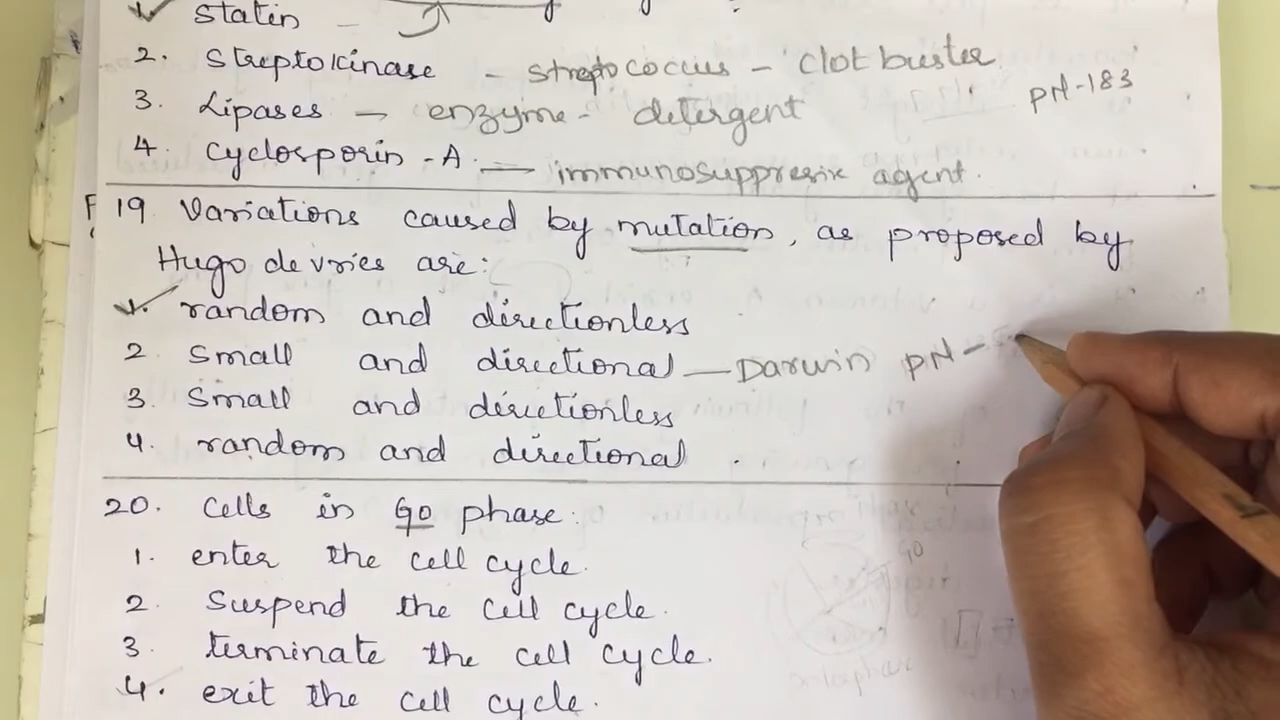 1. Statin -
2. Streptokinase - streptococcus - clot buster
PN-183
3. Lipases - enzyme - detergent
4. Cyclosporin -A. - immunosuppresix agent.
19. Variations caused by mutation, as proposed by
Hugo de vries are:
1. random and directionless
2. Small and directional - Darwin PN -
3. Small and directionless
4. random and directional.
20. Cells in G0 phase:
1. enter the cell cycle.
2. Suspend the cell cycle.
3. terminate the cell cycle.
4. exit the cell cycle.